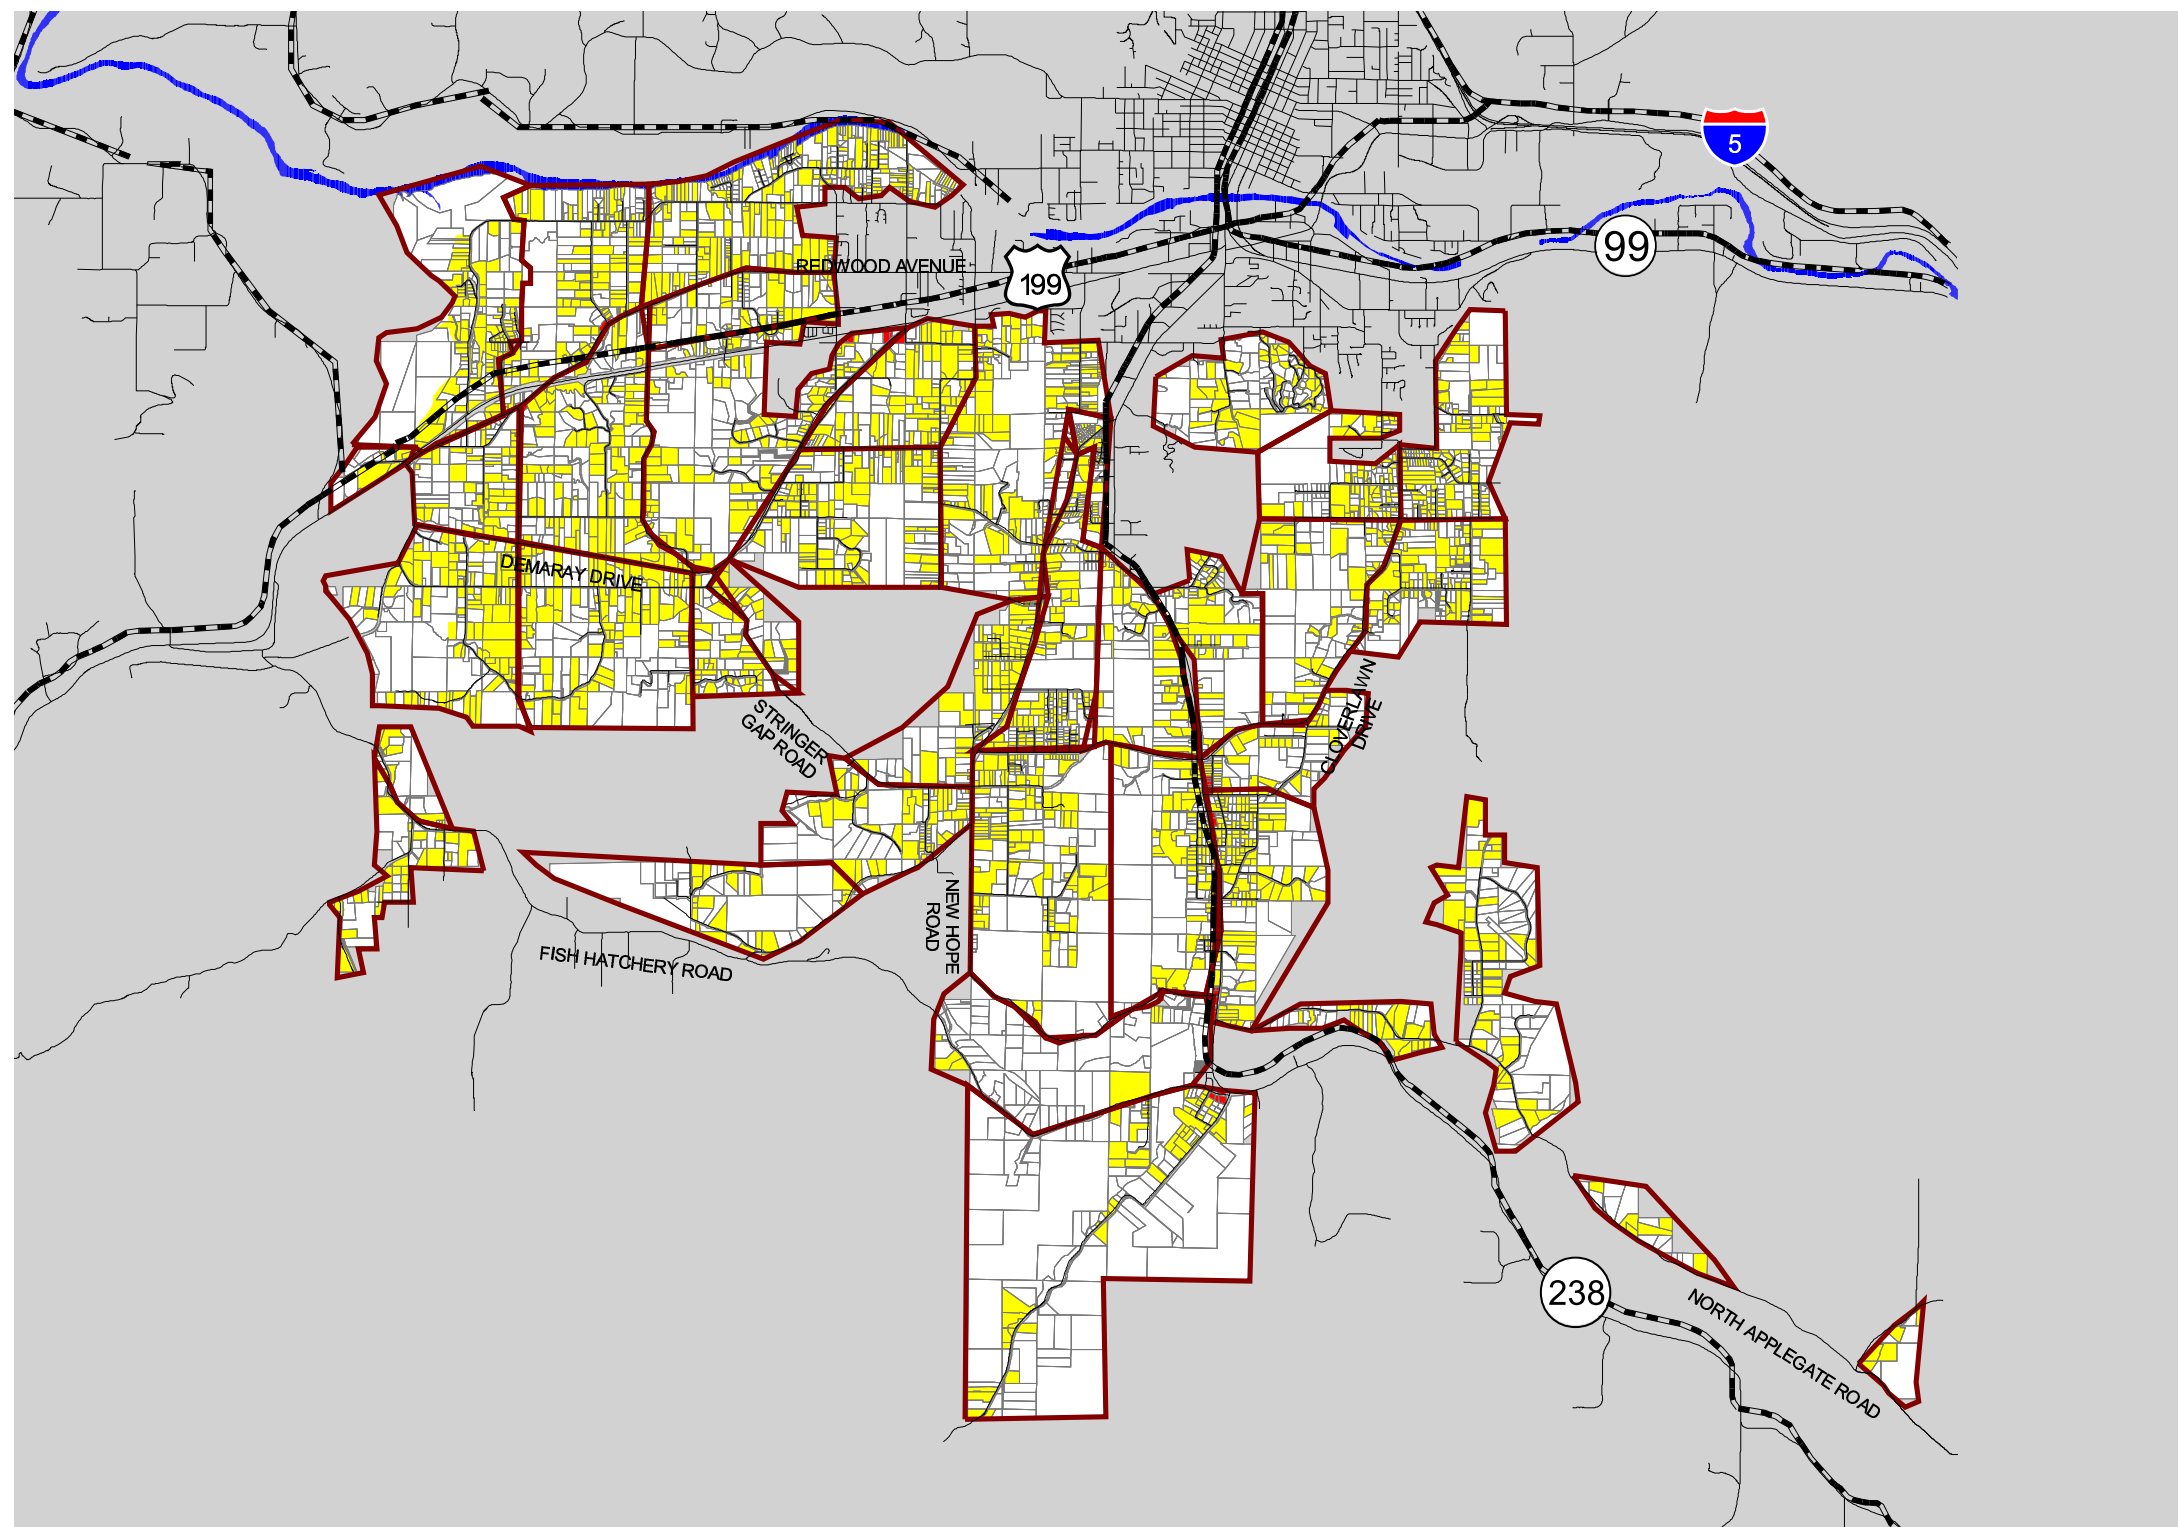 5
99
REDWOOD AVENUE
199
DEMARAY DRIVE
CLOVERLAWN
DRIVE
STRINGER
GAP ROAD
NEW HOPE
ROAD
FISH HATCHERY ROAD
238
NORTH APPLEGATE ROAD